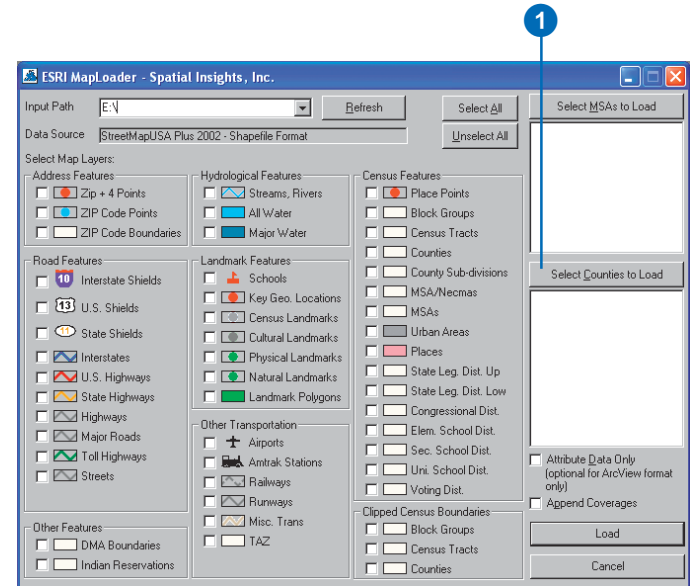 1
ESRI MapLoader - Spatial Insights, Inc.
Input Path
E:\
Refresh
Select All
Select MSAs to Load
Data Source
StreetMapUSA Plus 2002 - Shapefile Format
Unselect All
Select Map Layers:
Address Features
Zip + 4 Points
ZIP Code Points
ZIP Code Boundaries
Hydrological Features
Streams, Rivers
All Water
Major Water
Census Features
Place Points
Block Groups
Census Tracts
Counties
County Sub-divisions
MSA/Necmas
MSAs
Urban Areas
Places
State Leg. Dist. Up
State Leg. Dist. Low
Congressional Dist.
Elem. School Dist.
Sec. School Dist.
Uni. School Dist.
Voting Dist.
Road Features
10 Interstate Shields
13 U.S. Shields
11 State Shields
Interstates
U.S. Highways
State Highways
Highways
Major Roads
Toll Highways
Streets
Landmark Features
Schools
Key Geo. Locations
Census Landmarks
Cultural Landmarks
Physical Landmarks
Natural Landmarks
Landmark Polygons
Other Transportation
Airports
Amtrak Stations
Railways
Runways
Misc. Trans
TAZ
Other Features
DMA Boundaries
Indian Reservations
Clipped Census Boundaries
Block Groups
Census Tracts
Counties
Select Counties to Load
Attribute Data Only
(optional for ArcView format
only)
Append Coverages
Load
Cancel